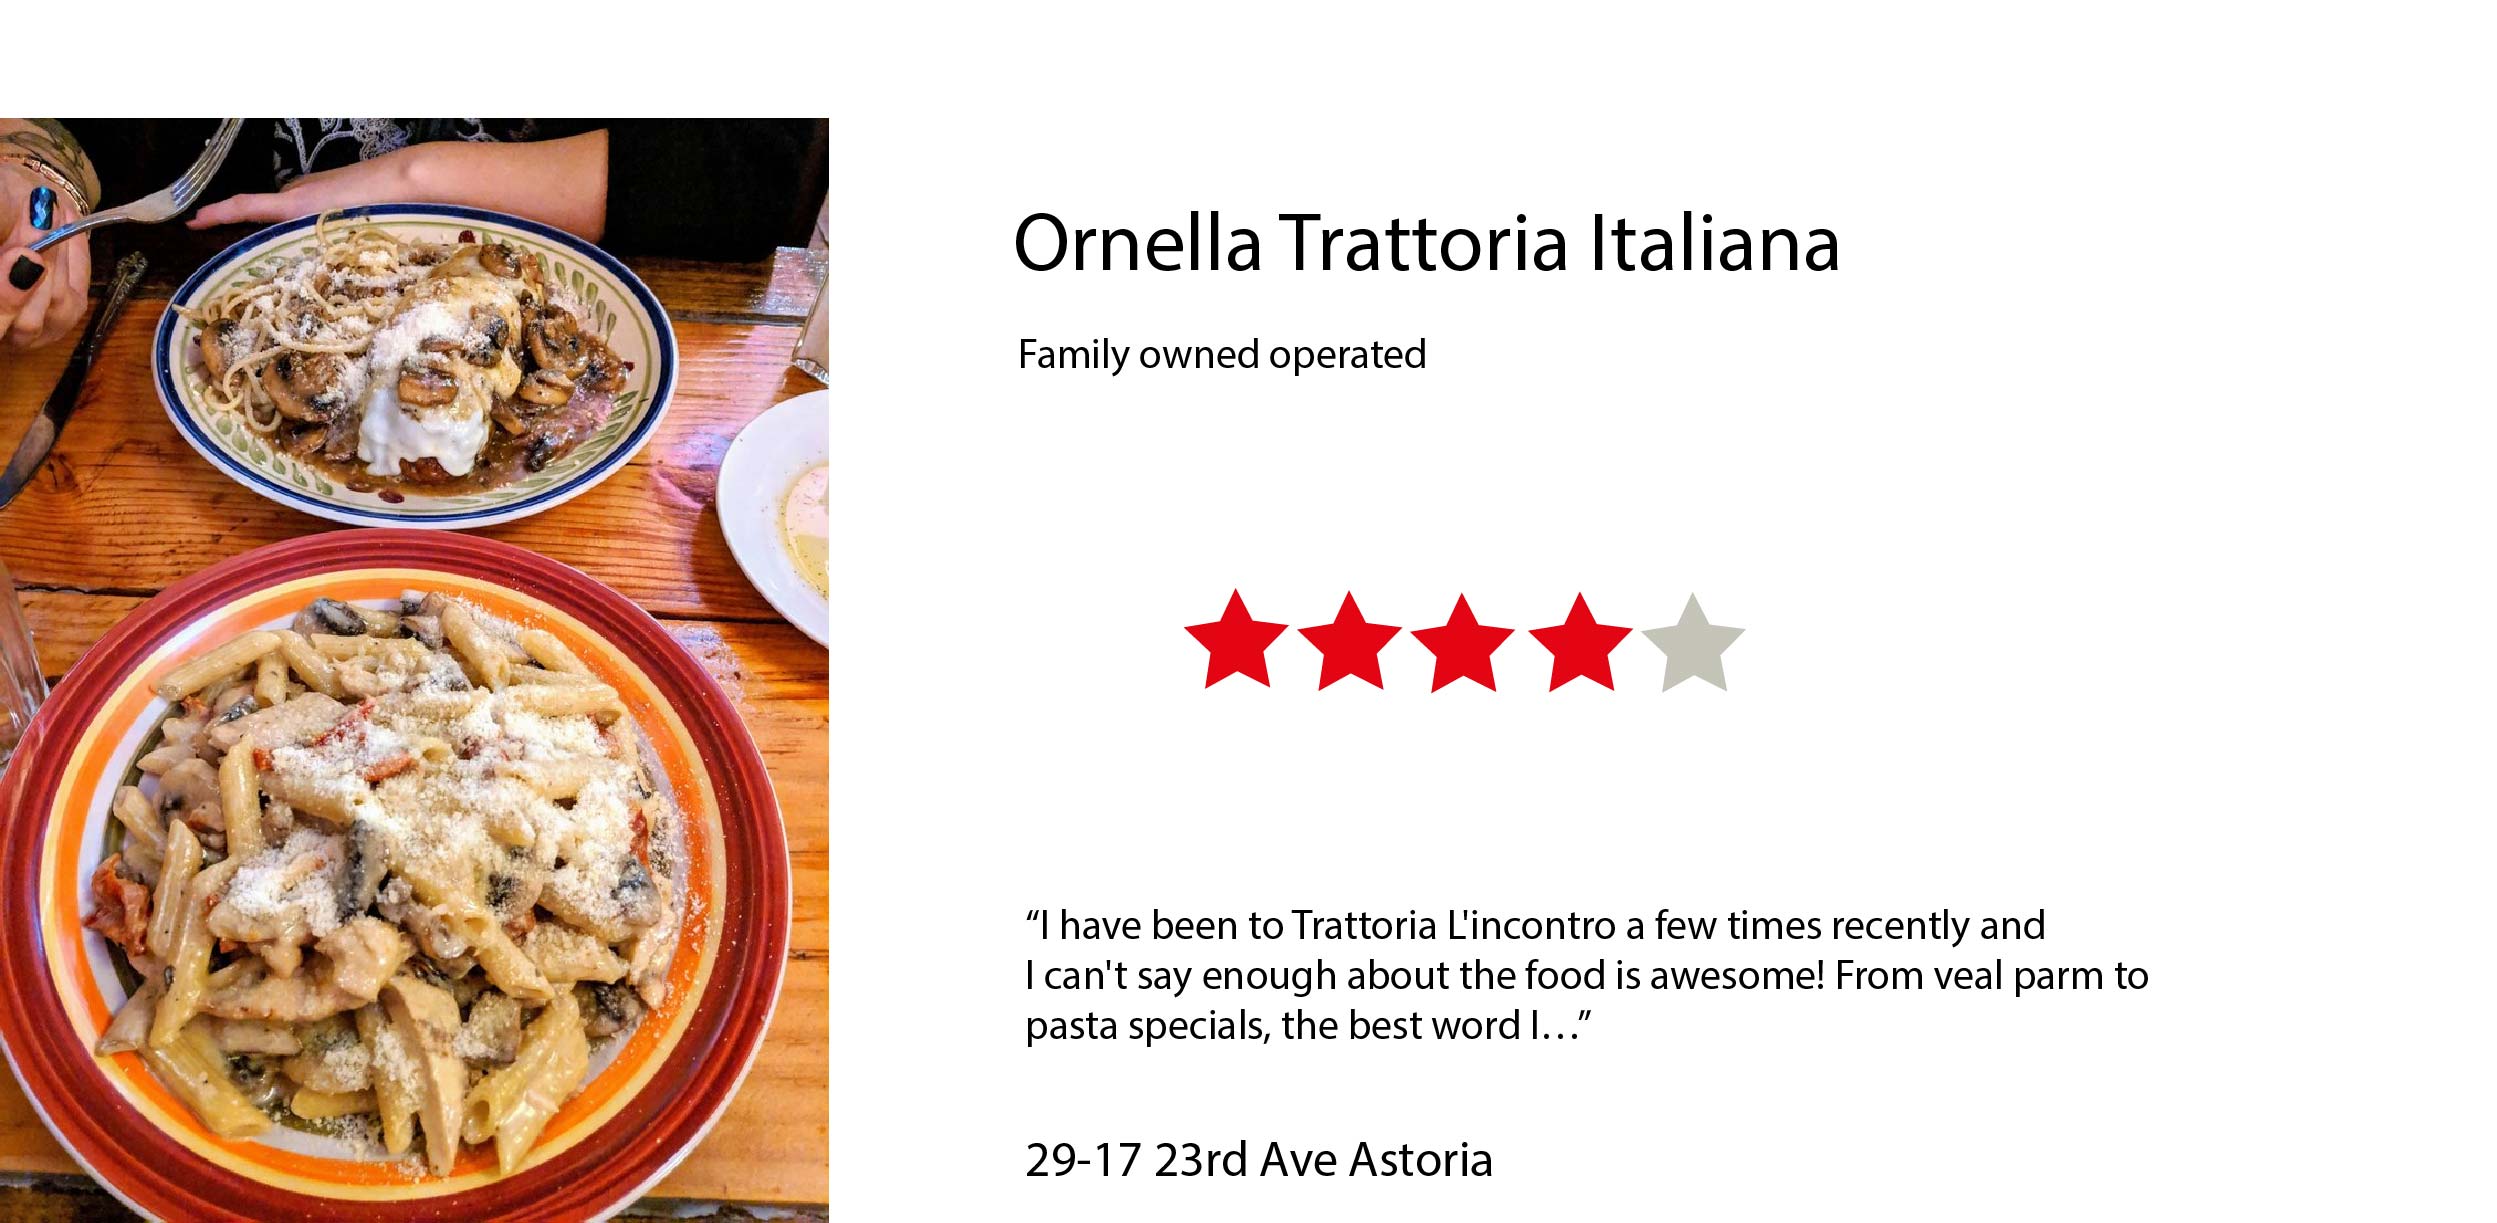 Ornella Trattoria Italiana
Family owned operated
“I have been to Trattoria L'incontro a few times recently and
I can't say enough about the food is awesome! From veal parm to
pasta specials, the best word I…”
29-17 23rd Ave Astoria